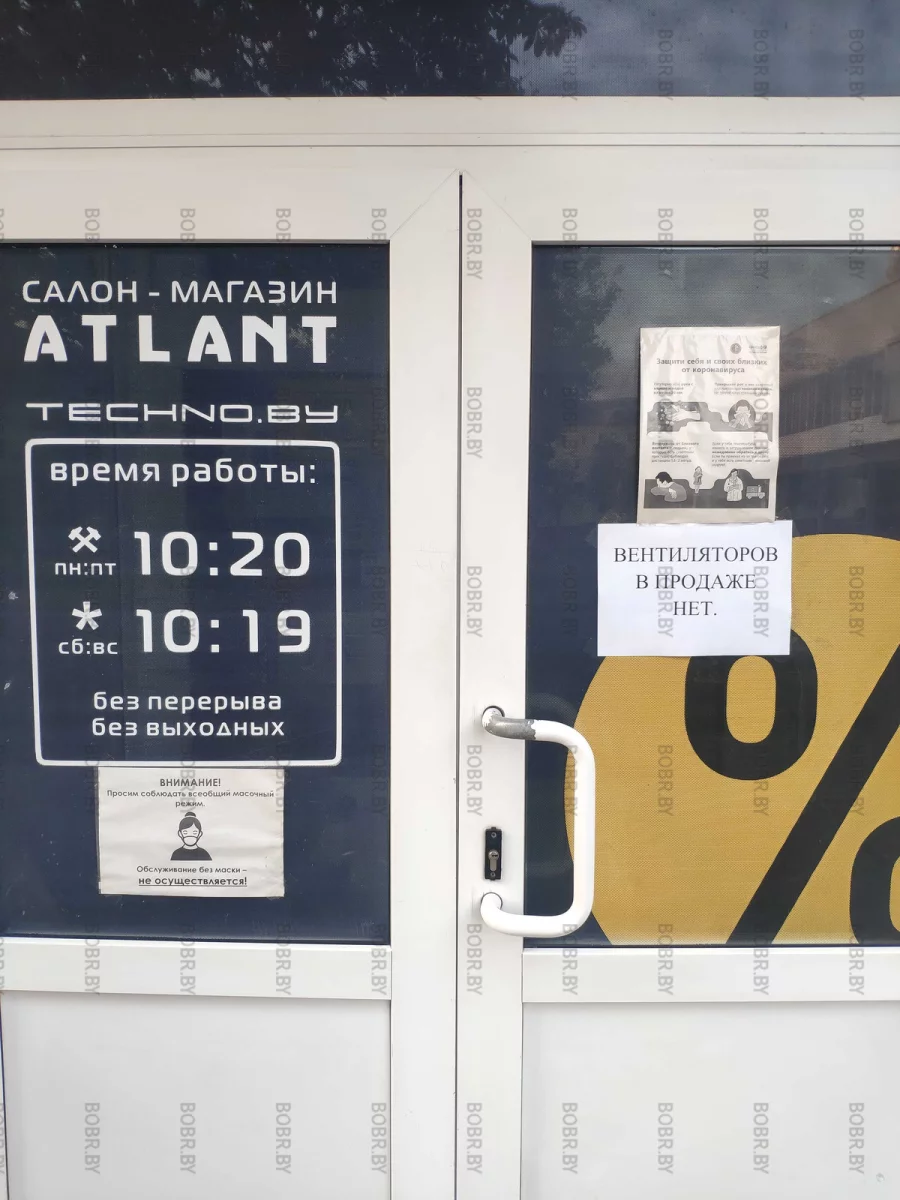 САЛОН - МАГАЗИН
ATLANT
TECHNO.BY
время работы:
пн:пт 10:20
сб:вс 10:19
без перерыва
без выходных
ВНИМАНИЕ!
Просим соблюдать всеобщий масочный
режим.
Обслуживание без маски –
не осуществляется!
Защити себя и своих близких
от коронавируса
ВЕНТИЛЯТОРОВ
В ПРОДАЖЕ
НЕТ.
%
BOBR.BY